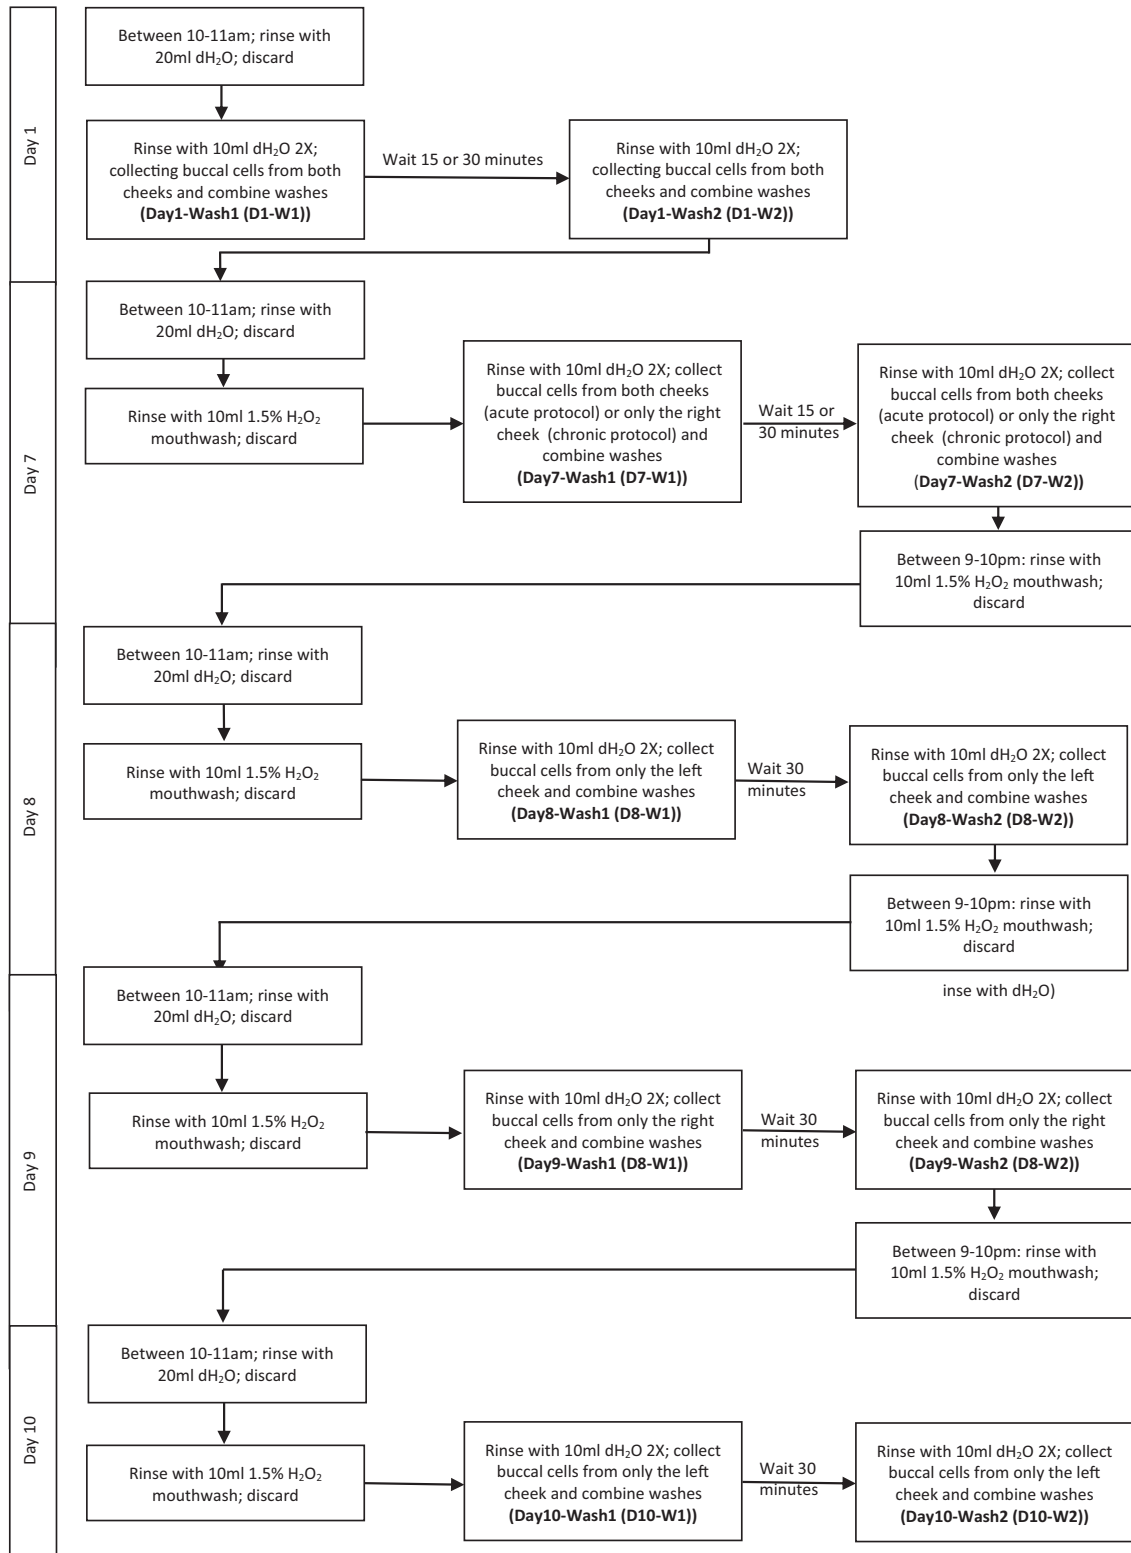 Day 1
Between 10-11am; rinse with
20ml dH₂O; discard
Rinse with 10ml dH₂O 2X;
collecting buccal cells from both
cheeks and combine washes
(Day1-Wash1 (D1-W1))
Wait 15 or 30 minutes
Rinse with 10ml dH₂O 2X;
collecting buccal cells from both
cheeks and combine washes
(Day1-Wash2 (D1-W2))
Day 7
Between 10-11am; rinse with
20ml dH₂O; discard
Rinse with 10ml 1.5% H₂O₂
mouthwash; discard
Rinse with 10ml dH₂O 2X; collect
buccal cells from both cheeks
(acute protocol) or only the right
cheek (chronic protocol) and
combine washes
(Day7-Wash1 (D7-W1))
Wait 15 or
30 minutes
Rinse with 10ml dH₂O 2X; collect
buccal cells from both cheeks
(acute protocol) or only the right
cheek (chronic protocol) and
combine washes
(Day7-Wash2 (D7-W2))
Between 9-10pm: rinse with
10ml 1.5% H₂O₂ mouthwash;
discard
Day 8
Between 10-11am; rinse with
20ml dH₂O; discard
Rinse with 10ml 1.5% H₂O₂
mouthwash; discard
Rinse with 10ml dH₂O 2X; collect
buccal cells from only the left
cheek and combine washes
(Day8-Wash1 (D8-W1))
Wait 30
minutes
Rinse with 10ml dH₂O 2X; collect
buccal cells from only the left
cheek and combine washes
(Day8-Wash2 (D8-W2))
Between 9-10pm: rinse with
10ml 1.5% H₂O₂ mouthwash;
discard
inse with dH₂O)
Day 9
Between 10-11am; rinse with
20ml dH₂O; discard
Rinse with 10ml 1.5% H₂O₂
mouthwash; discard
Rinse with 10ml dH₂O 2X; collect
buccal cells from only the right
cheek and combine washes
(Day9-Wash1 (D8-W1))
Wait 30
minutes
Rinse with 10ml dH₂O 2X; collect
buccal cells from only the right
cheek and combine washes
(Day9-Wash2 (D8-W2))
Between 9-10pm: rinse with
10ml 1.5% H₂O₂ mouthwash;
discard
Day 10
Between 10-11am; rinse with
20ml dH₂O; discard
Rinse with 10ml 1.5% H₂O₂
mouthwash; discard
Rinse with 10ml dH₂O 2X; collect
buccal cells from only the left
cheek and combine washes
(Day10-Wash1 (D10-W1))
Wait 30
minutes
Rinse with 10ml dH₂O 2X; collect
buccal cells from only the left
cheek and combine washes
(Day10-Wash2 (D10-W2))